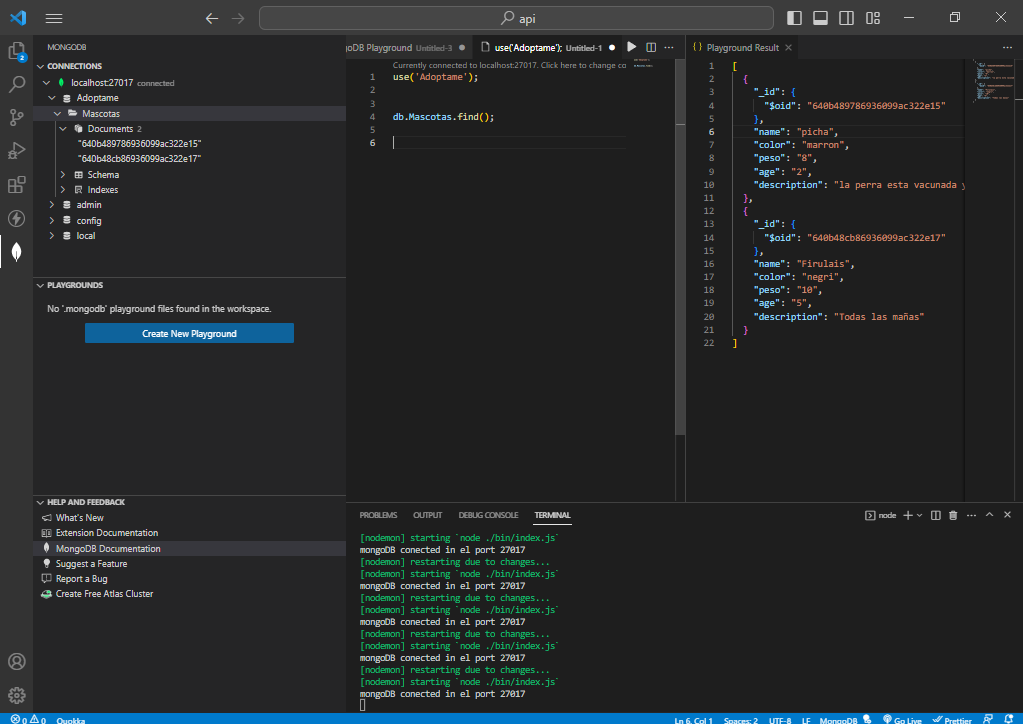 api
2
MONGODB
CONNECTIONS
localhost:27017 connected
Adoptame
Mascotas
Documents 2
"640b489786936099ac322e15"
"640b48cb86936099ac322e17"
Schema
Indexes
admin
config
local
PLAYGROUNDS
No '.mongodb' playground files found in the workspace.
Create New Playground
HELP AND FEEDBACK
What's New
Extension Documentation
MongoDB Documentation
Suggest a Feature
Report a Bug
Create Free Atlas Cluster
goDB Playground Untitled-3
use('Adoptame'); Untitled-1
Currently connected to localhost:27017. Click here to change co
1 use('Adoptame');
2
3
4 db.Mascotas.find();
5
6
{} Playground Result
1 [
2 {
3 "_id": {
4 "$oid": "640b489786936099ac322e15"
5 },
6 "name": "picha",
7 "color": "marron",
8 "peso": "8",
9 "age": "2",
10 "description": "la perra esta vacunada y
11 },
12 {
13 "_id": {
14 "$oid": "640b48cb86936099ac322e17"
15 },
16 "name": "Firulais",
17 "color": "negri",
18 "peso": "10",
19 "age": "5",
20 "description": "Todas las mañas"
21 }
22 ]
PROBLEMS OUTPUT DEBUG CONSOLE TERMINAL
node
[nodemon] starting `node ./bin/index.js`
mongoDB conected in el port 27017
[nodemon] restarting due to changes...
[nodemon] starting `node ./bin/index.js`
mongoDB conected in el port 27017
[nodemon] restarting due to changes...
[nodemon] starting `node ./bin/index.js`
mongoDB conected in el port 27017
[nodemon] restarting due to changes...
[nodemon] starting `node ./bin/index.js`
mongoDB conected in el port 27017
[nodemon] restarting due to changes...
[nodemon] starting `node ./bin/index.js`
mongoDB conected in el port 27017
0 0 Quokka Ln 6, Col 1 Spaces: 2 UTF-8 LF MongoDB Go Live Prettier